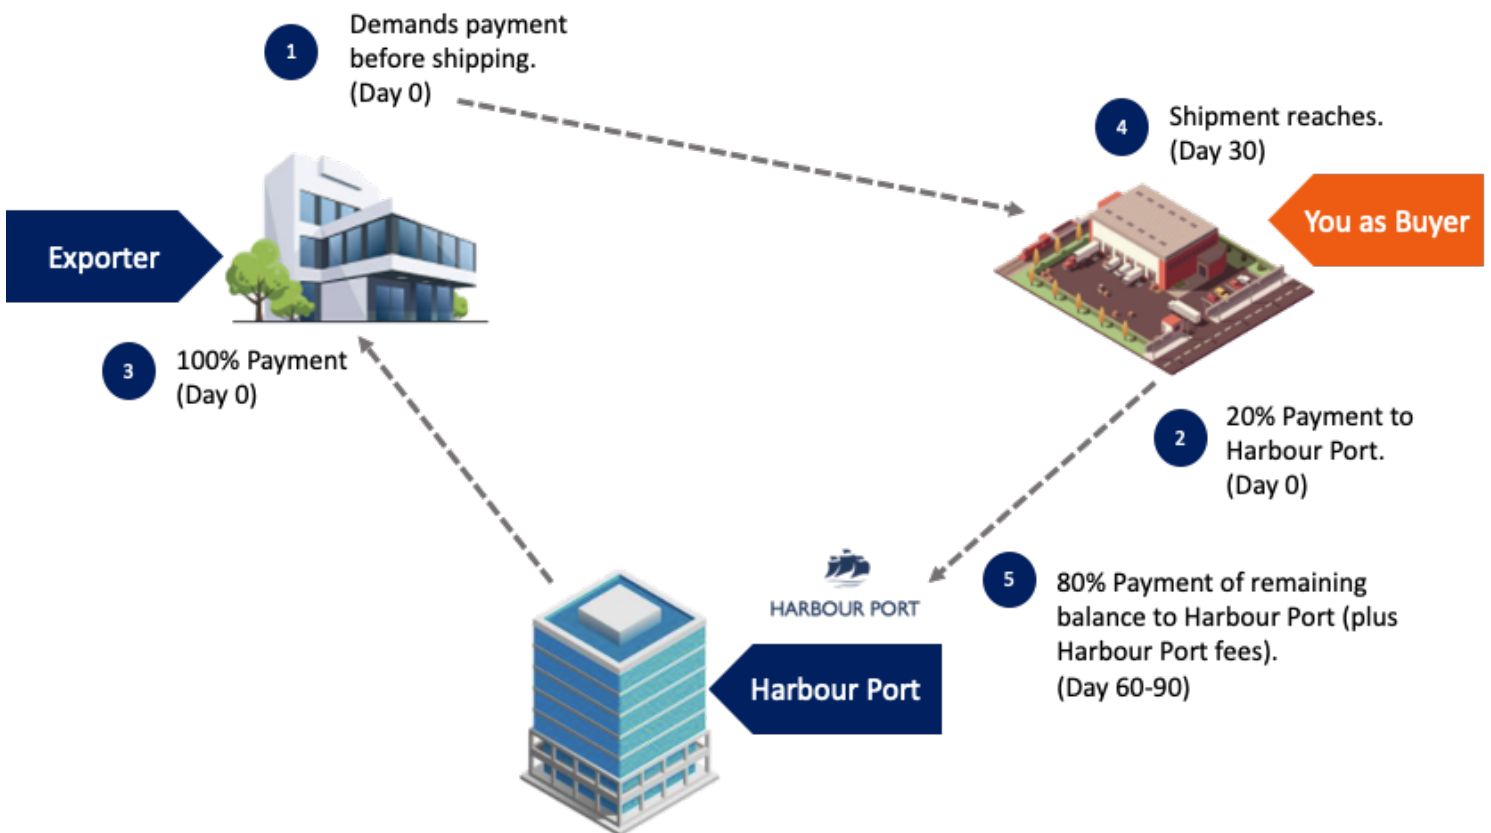 1
Demands payment
before shipping.
(Day 0)
4
Shipment reaches.
(Day 30)
You as Buyer
Exporter
3
100% Payment
(Day 0)
2
20% Payment to
Harbour Port.
(Day 0)
HARBOUR PORT
5
80% Payment of remaining
balance to Harbour Port (plus
Harbour Port fees).
(Day 60-90)
Harbour Port